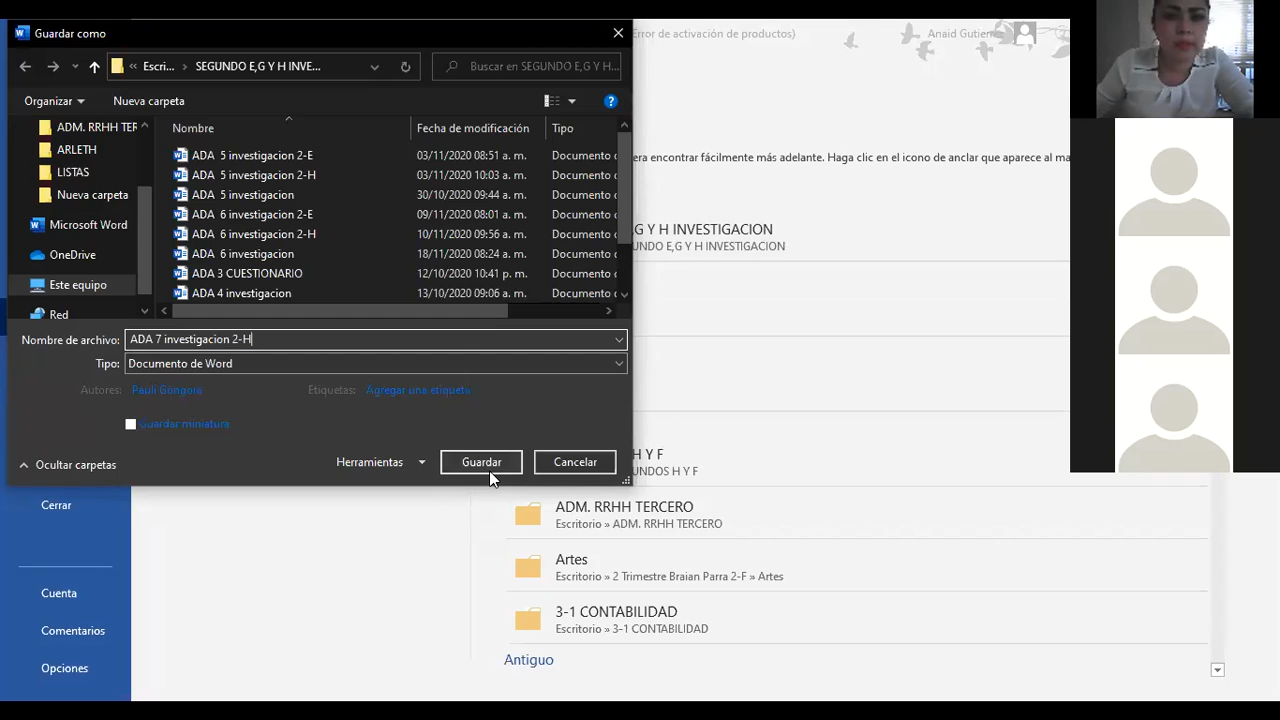 Guardar como
Error de activación de productos)
Anaid Gutierr
Escri...
SEGUNDO E,G Y H INVE...
Buscar en SEGUNDO E,G Y H...
Organizar
Nueva carpeta
ADM. RRHH TER
ARLETH
LISTAS
Nueva carpeta
Microsoft Word
OneDrive
Este equipo
Red
Nombre
Fecha de modificación
Tipo
ADA 5 investigacion 2-E 03/11/2020 08:51 a. m. Documento d
ADA 5 investigacion 2-H 03/11/2020 10:03 a. m. Documento d
ADA 5 investigacion 30/10/2020 09:44 a. m. Documento d
ADA 6 investigacion 2-E 09/11/2020 08:01 a. m. Documento d
ADA 6 investigacion 2-H 10/11/2020 09:56 a. m. Documento d
ADA 6 investigacion 18/11/2020 08:24 a. m. Documento d
ADA 3 CUESTIONARIO 12/10/2020 10:41 p. m. Documento d
ADA 4 investigacion 13/10/2020 09:06 a. m. Documento d
Nombre de archivo: ADA 7 investigacion 2-H
Tipo: Documento de Word
Autores: Pauli Góngora
Etiquetas: Agregar una etiqueta
Guardar miniatura
Ocultar carpetas
Herramientas
Guardar
Cancelar
era encontrar fácilmente más adelante. Haga clic en el icono de anclar que aparece al ma
G Y H INVESTIGACION
UNDO E,G Y H INVESTIGACION
H Y F
UNDOS H Y F
ADM. RRHH TERCERO
Escritorio » ADM. RRHH TERCERO
Artes
Escritorio » 2 Trimestre Braian Parra 2-F » Artes
3-1 CONTABILIDAD
Escritorio » 3-1 CONTABILIDAD
Antiguo
Cerrar
Cuenta
Comentarios
Opciones